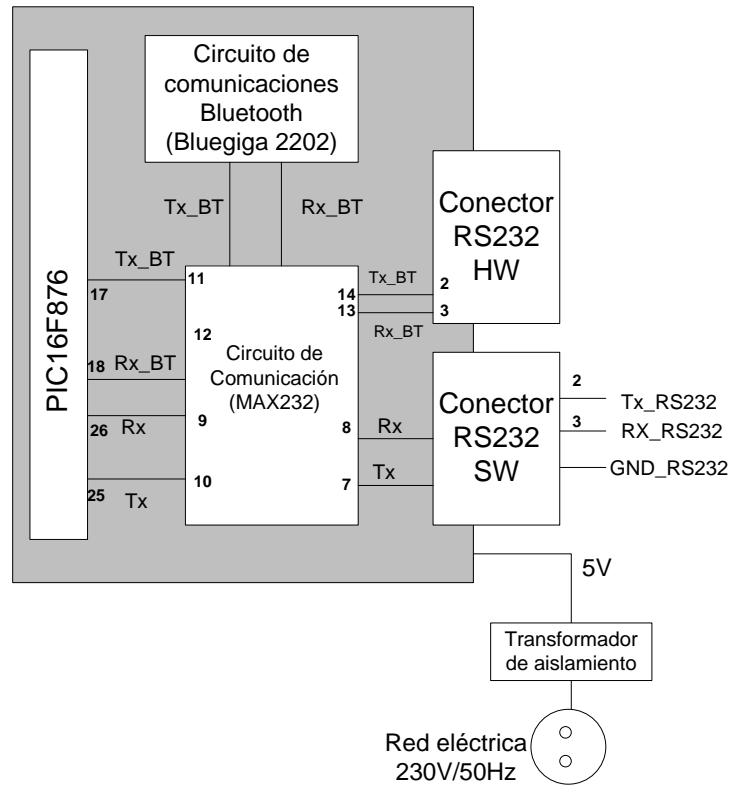 Circuito de
comunicaciones
Bluetooth
(Bluegiga 2202)
Tx_BT
Rx_BT
PIC16F876
Tx_BT
17
11
12
18
Rx_BT
26
Rx
9
25
Tx
10
Circuito de
Comunicación
(MAX232)
14
Tx_BT
2
13
Rx_BT
3
8
Rx
7
Tx
Conector
RS232
HW
Conector
RS232
SW
2
Tx_RS232
3
RX_RS232
GND_RS232
5V
Transformador
de aislamiento
Red eléctrica
230V/50Hz